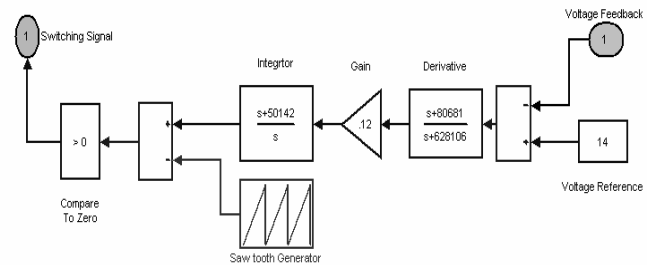 Voltage Feedback
1
Switching Signal
1
Integrtor
Gain
Derivative
s+50142
s
.12
s+80681
s+628106
-
+
14
Voltage Reference
+
-
> 0
Compare
To Zero
Saw tooth Generator